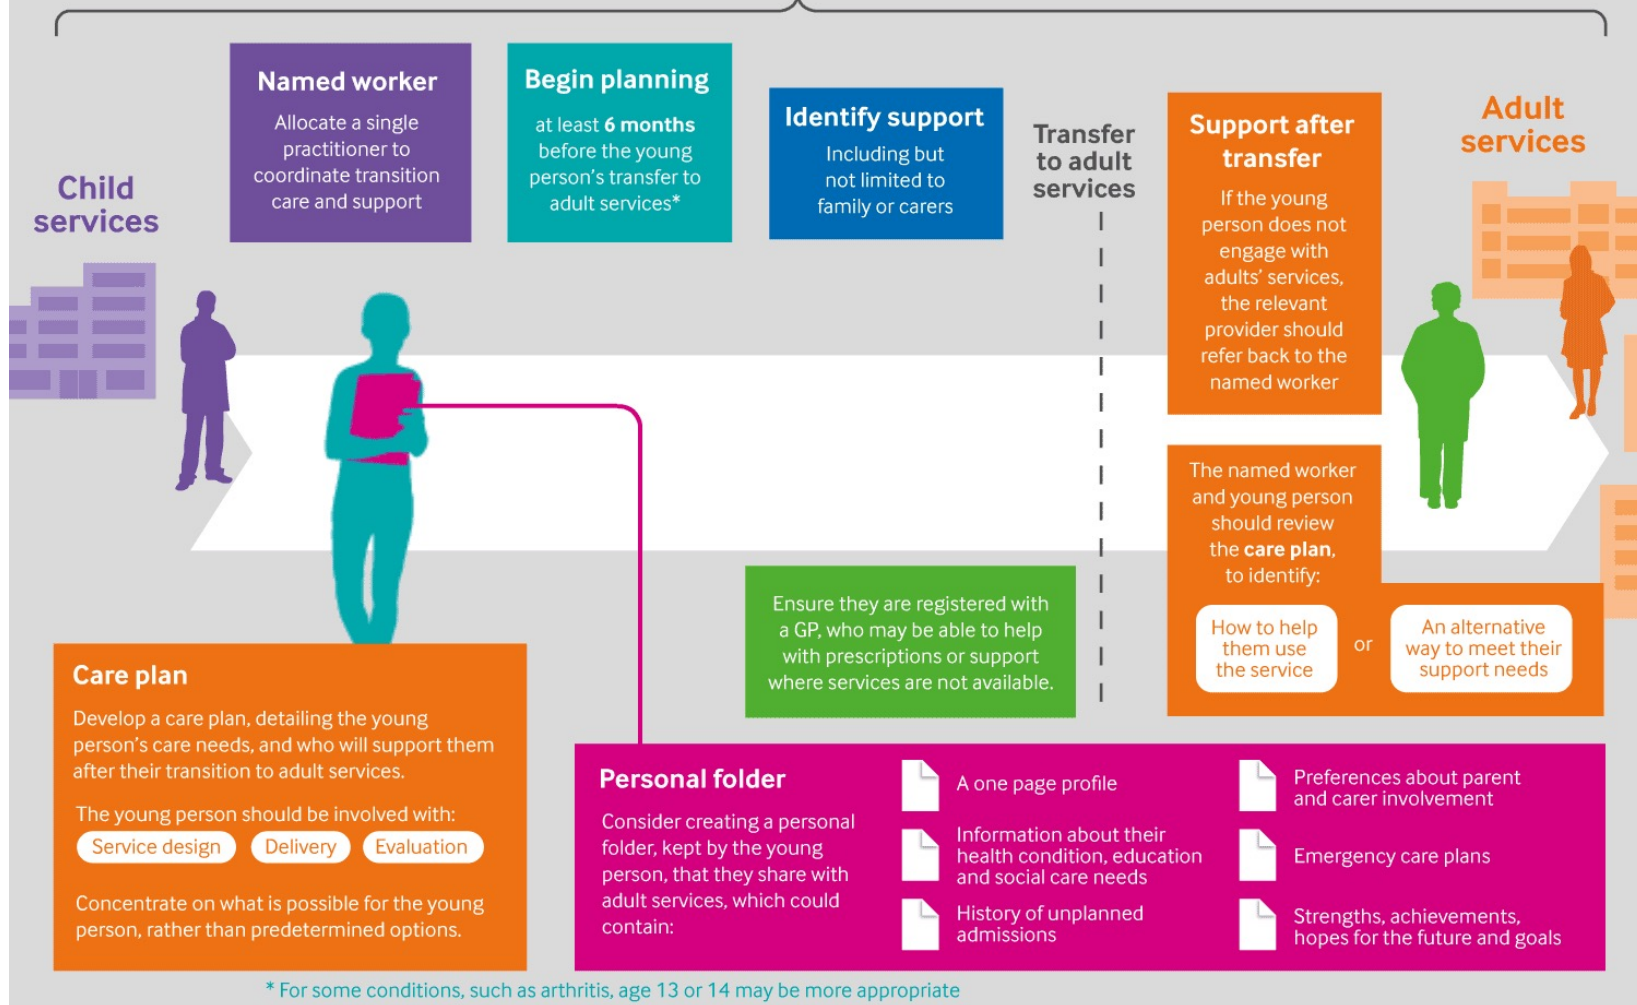 Child
services
Named worker
Allocate a single
practitioner to
coordinate transition
care and support
Begin planning
at least 6 months
before the young
person's transfer to
adult services*
Identify support
Including but
not limited to
family or carers
Transfer
to adult
services
Support after
transfer
If the young
person does not
engage with
adults' services,
the relevant
provider should
refer back to the
named worker
Adult
services
The named worker
and young person
should review
the care plan,
to identify:
How to help
them use
the service
or
An alternative
way to meet their
support needs
Ensure they are registered with
a GP, who may be able to help
with prescriptions or support
where services are not available.
Care plan
Develop a care plan, detailing the young
person's care needs, and who will support them
after their transition to adult services.
The young person should be involved with:
Service design
Delivery
Evaluation
Concentrate on what is possible for the young
person, rather than predetermined options.
Personal folder
Consider creating a personal
folder, kept by the young
person, that they share with
adult services, which could
contain:
A one page profile
Information about their
health condition, education
and social care needs
History of unplanned
admissions
Preferences about parent
and carer involvement
Emergency care plans
Strengths, achievements,
hopes for the future and goals
* For some conditions, such as arthritis, age 13 or 14 may be more appropriate